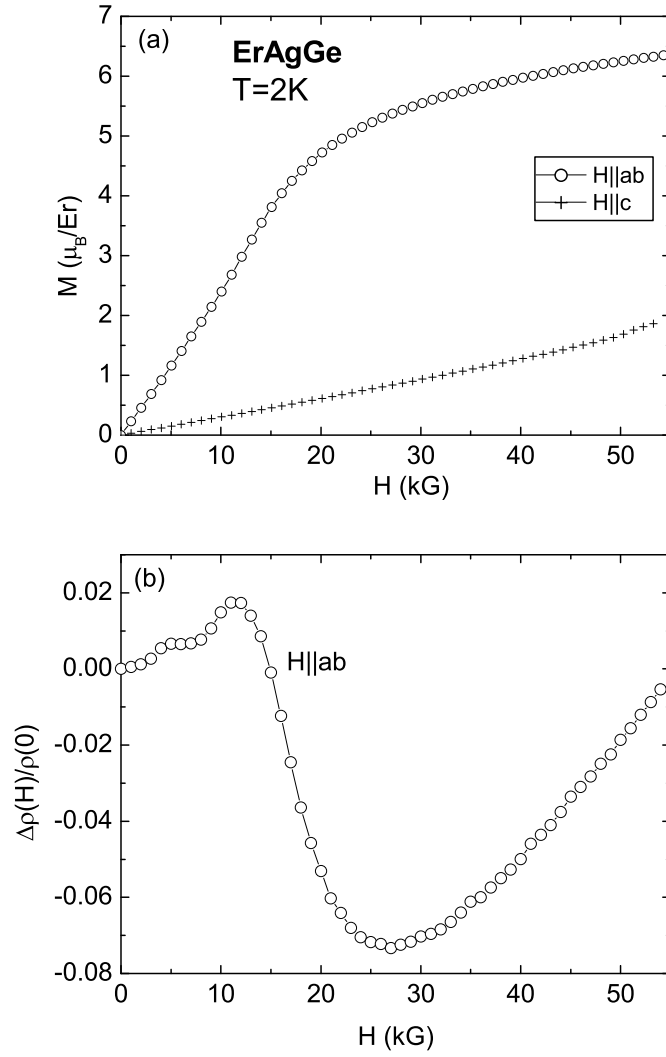 (a)
ErAgGe
T=2K
H||ab
H||c
M (μB/Er)
7
6
5
4
3
2
1
0
0 10 20 30 40 50
H (kG)
(b)
H||ab
Δρ(H)/ρ(0)
0.02
0.00
-0.02
-0.04
-0.06
-0.08
0 10 20 30 40 50
H (kG)